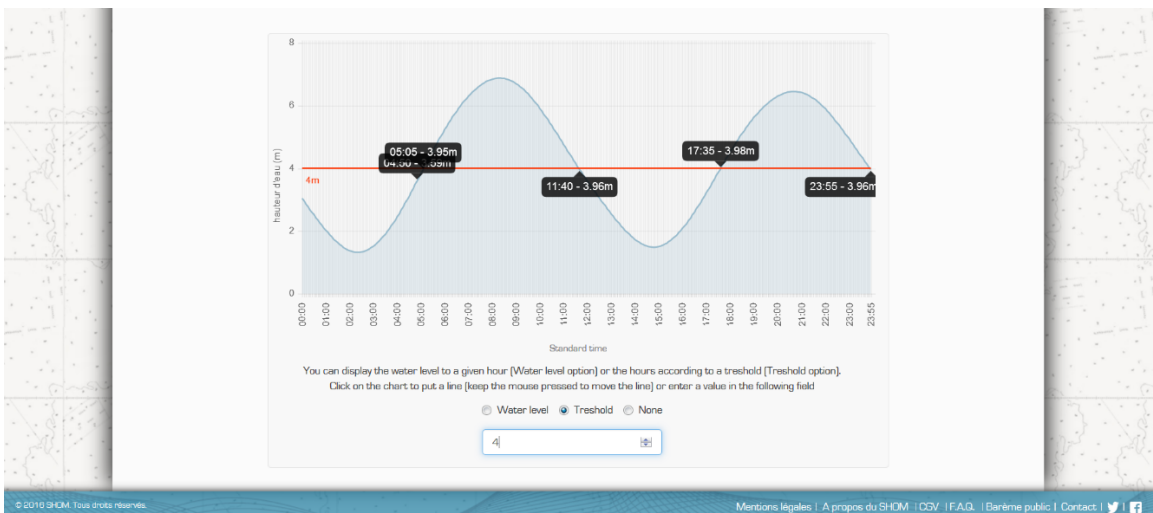 8
6
4
2
0
hauteur d'eau (m)
4m
05:05 - 3.95m
04:50 - 3.59m
11:40 - 3.96m
17:35 - 3.98m
23:55 - 3.96m
00:00
01:00
02:00
03:00
04:00
05:00
06:00
07:00
08:00
09:00
10:00
11:00
12:00
13:00
14:00
15:00
16:00
17:00
18:00
19:00
20:00
21:00
22:00
23:00
23:55
Standard time
You can display the water level to a given hour (Water level option) or the hours according to a treshold (Treshold option).
Click on the chart to put a line (keep the mouse pressed to move the line) or enter a value in the following field
Water level Treshold None
4
© 2016 SHOM. Tous droits réservés. Mentions légales | A propos du SHOM | CGV | F.A.Q. | Barème public | Contact |